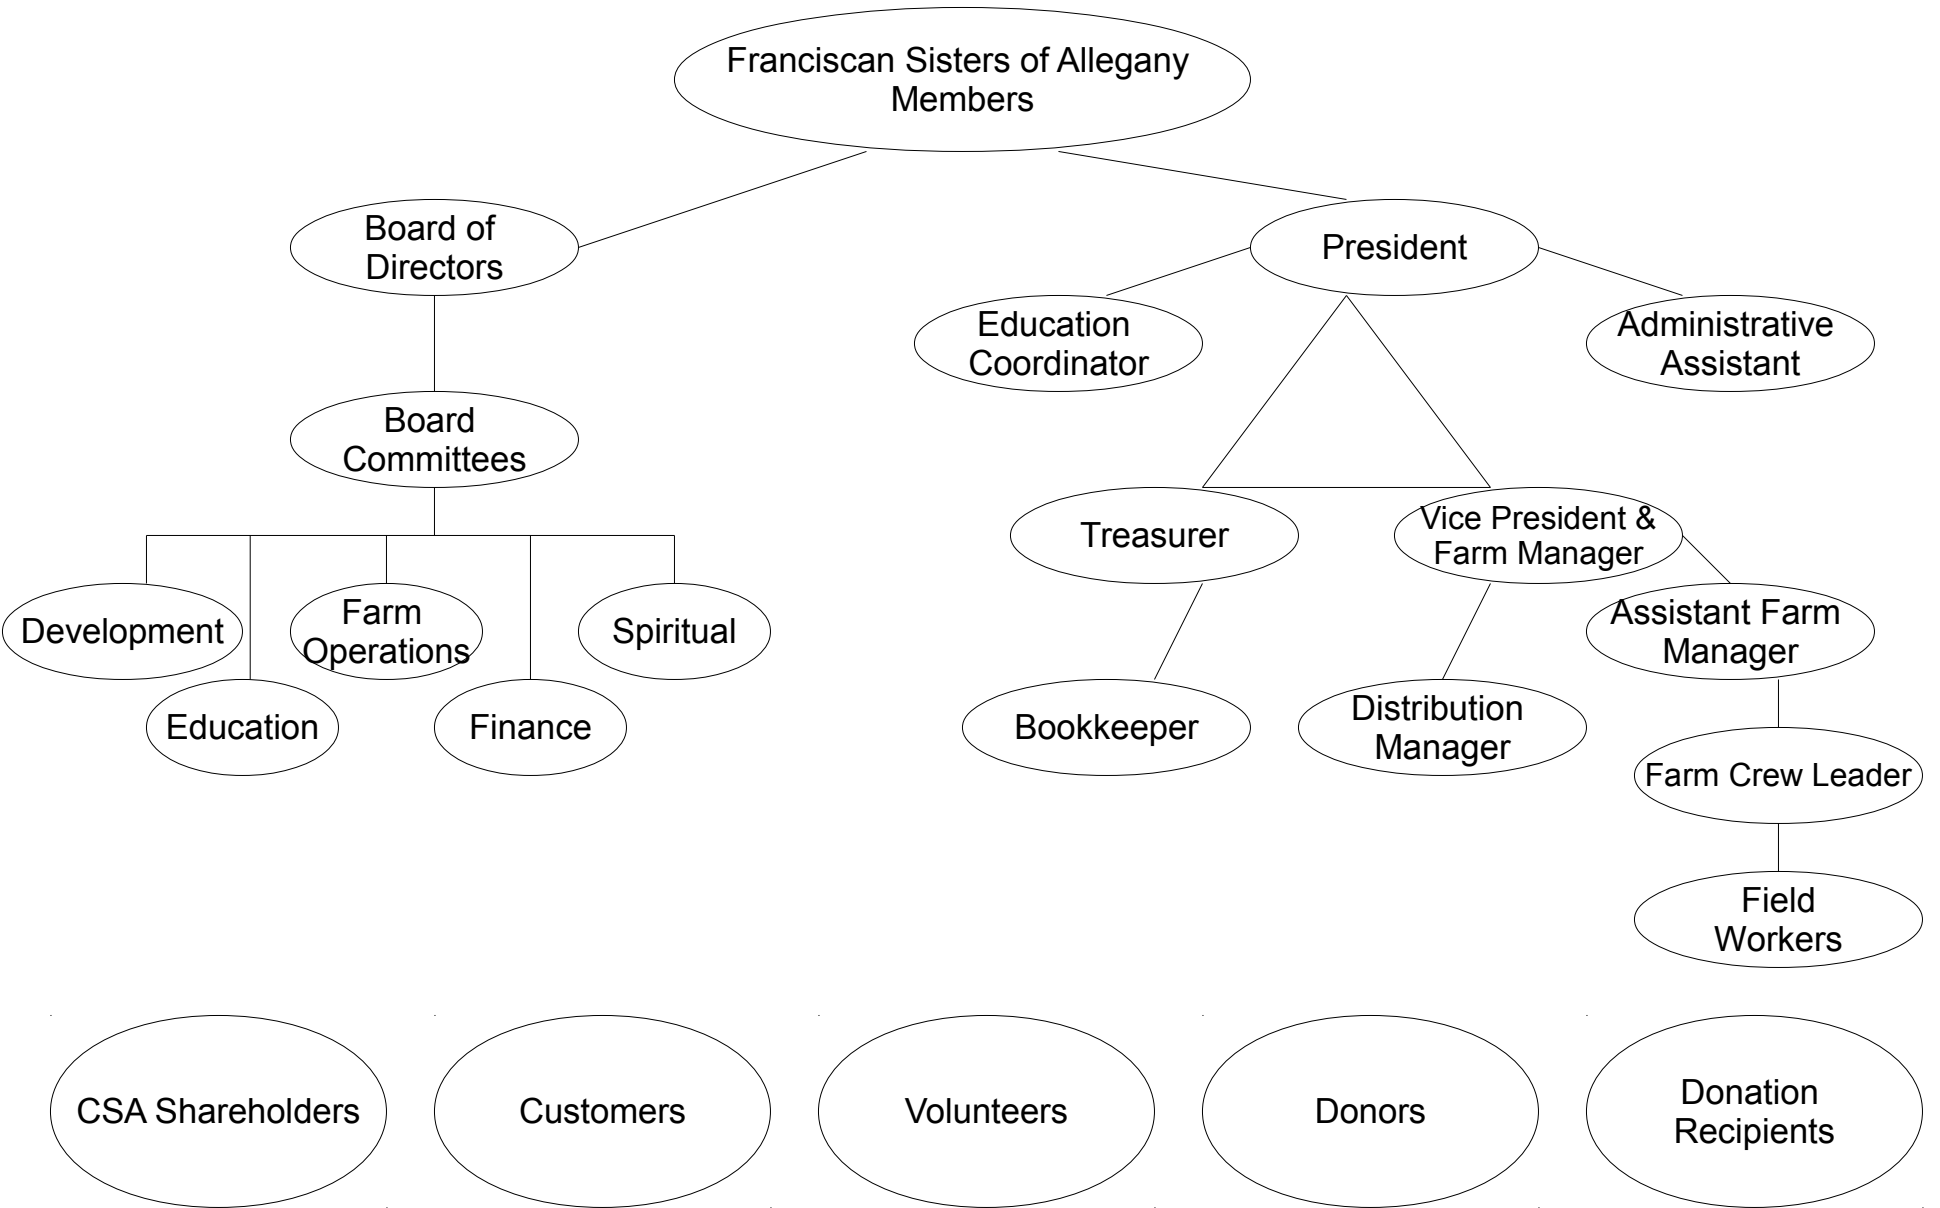 Franciscan Sisters of Allegany
Members
Board of
Directors
President
Education
Coordinator
Administrative
Assistant
Board
Committees
Treasurer
Vice President &
Farm Manager
Development
Farm
Operations
Spiritual
Assistant Farm
Manager
Education
Finance
Bookkeeper
Distribution
Manager
Farm Crew Leader
Field
Workers
CSA Shareholders
Customers
Volunteers
Donors
Donation
Recipients